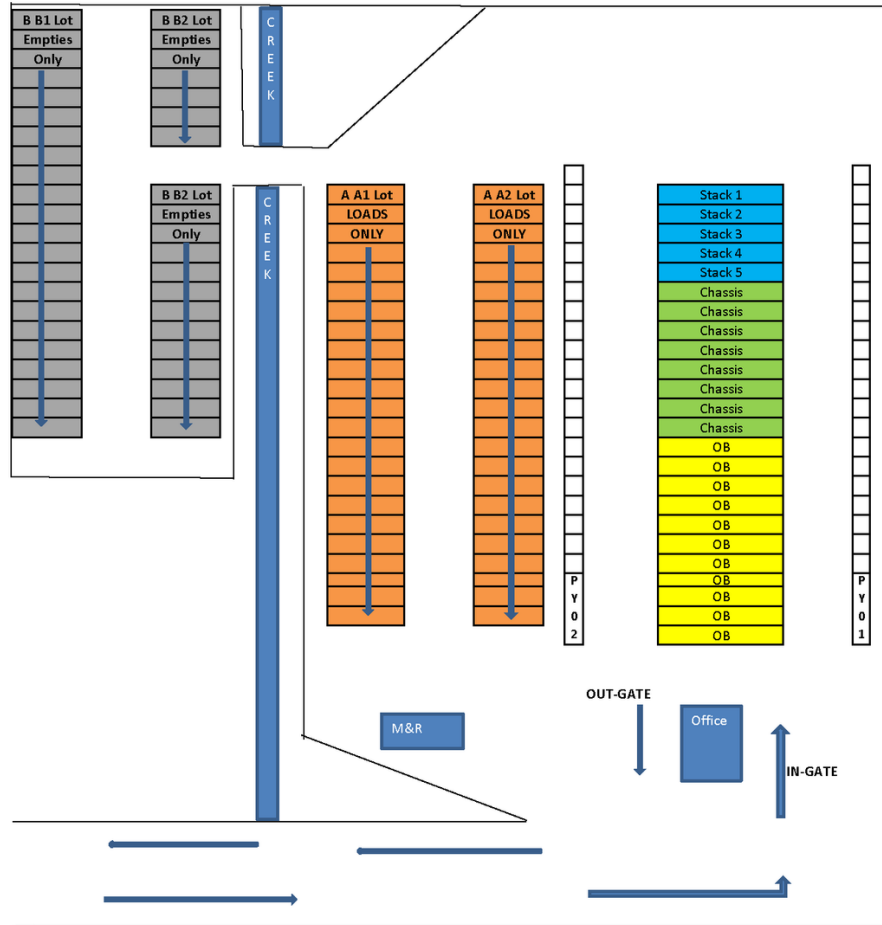 B B1 Lot
Empties
Only
B B2 Lot
Empties
Only
C
R
E
E
K
B B2 Lot
Empties
Only
C
R
E
E
K
A A1 Lot
LOADS
ONLY
A A2 Lot
LOADS
ONLY
P
Y
0
2
Stack 1
Stack 2
Stack 3
Stack 4
Stack 5
Chassis
Chassis
Chassis
Chassis
Chassis
Chassis
Chassis
Chassis
OB
OB
OB
OB
OB
OB
OB
OB
OB
OB
OB
P
Y
0
1
M&R
OUT-GATE
Office
IN-GATE